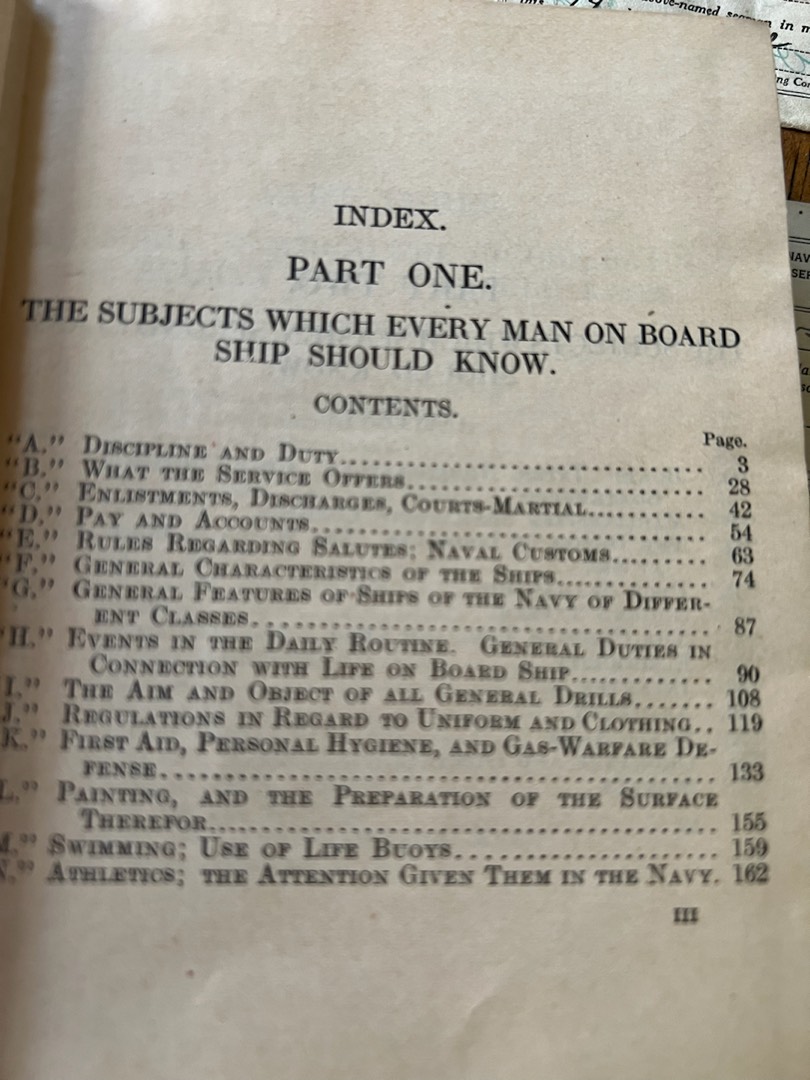 above-named
in m
ng Con
INDEX.
PART ONE.
THE SUBJECTS WHICH EVERY MAN ON BOARD
SHIP SHOULD KNOW.
CONTENTS.
Page.
"A." DISCIPLINE AND DUTY........................................ 3
"B." WHAT THE SERVICE OFFERS................................ 28
"C." ENLISTMENTS, DISCHARGES, COURTS-MARTIAL.......... 42
"D." PAY AND ACCOUNTS........................................ 54
"E." RULES REGARDING SALUTES; NAVAL CUSTOMS......... 63
"F." GENERAL CHARACTERISTICS OF THE SHIPS.............. 74
"G." GENERAL FEATURES OF SHIPS OF THE NAVY OF DIFFER-
ENT CLASSES............................................. 87
"H." EVENTS IN THE DAILY ROUTINE. GENERAL DUTIES IN
CONNECTION WITH LIFE ON BOARD SHIP............. 90
I." THE AIM AND OBJECT OF ALL GENERAL DRILLS....... 108
J." REGULATIONS IN REGARD TO UNIFORM AND CLOTHING.. 119
K." FIRST AID, PERSONAL HYGIENE, AND GAS-WARFARE DE-
FENSE.................................................. 133
L." PAINTING, AND THE PREPARATION OF THE SURFACE
THEREFOR............................................... 155
M." SWIMMING; USE OF LIFE BUOYS........................ 159
N." ATHLETICS; THE ATTENTION GIVEN THEM IN THE NAVY. 162
III